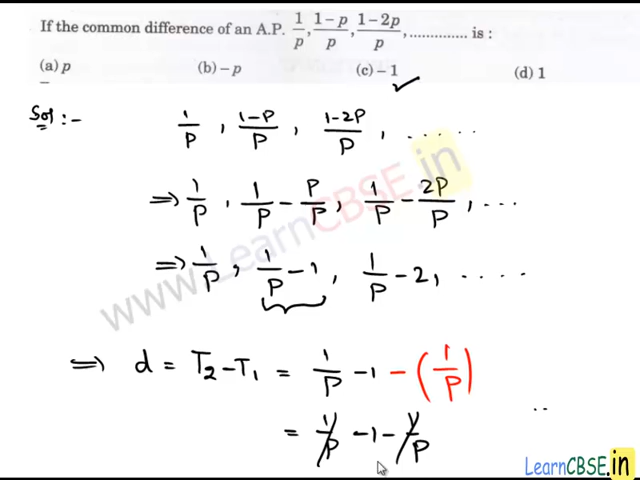 If the common difference of an A.P. 1/p, (1-p)/p, (1-2p)/p, ............. is :
(a) p (b) – p (c) – 1 ✓ (d) 1
Sol :-
1/P , (1-P)/P , (1-2P)/P , .....
⇒ 1/P , 1/P - P/P , 1/P - 2P/P , ...
⇒ 1/P , 1/P - 1 , 1/P - 2 , ....
⇒ d = T₂ - T₁ = 1/P - 1 - (1/P)
= 1/P - 1 - 1/P
www.LearnCBSE.in
LearnCBSE.in